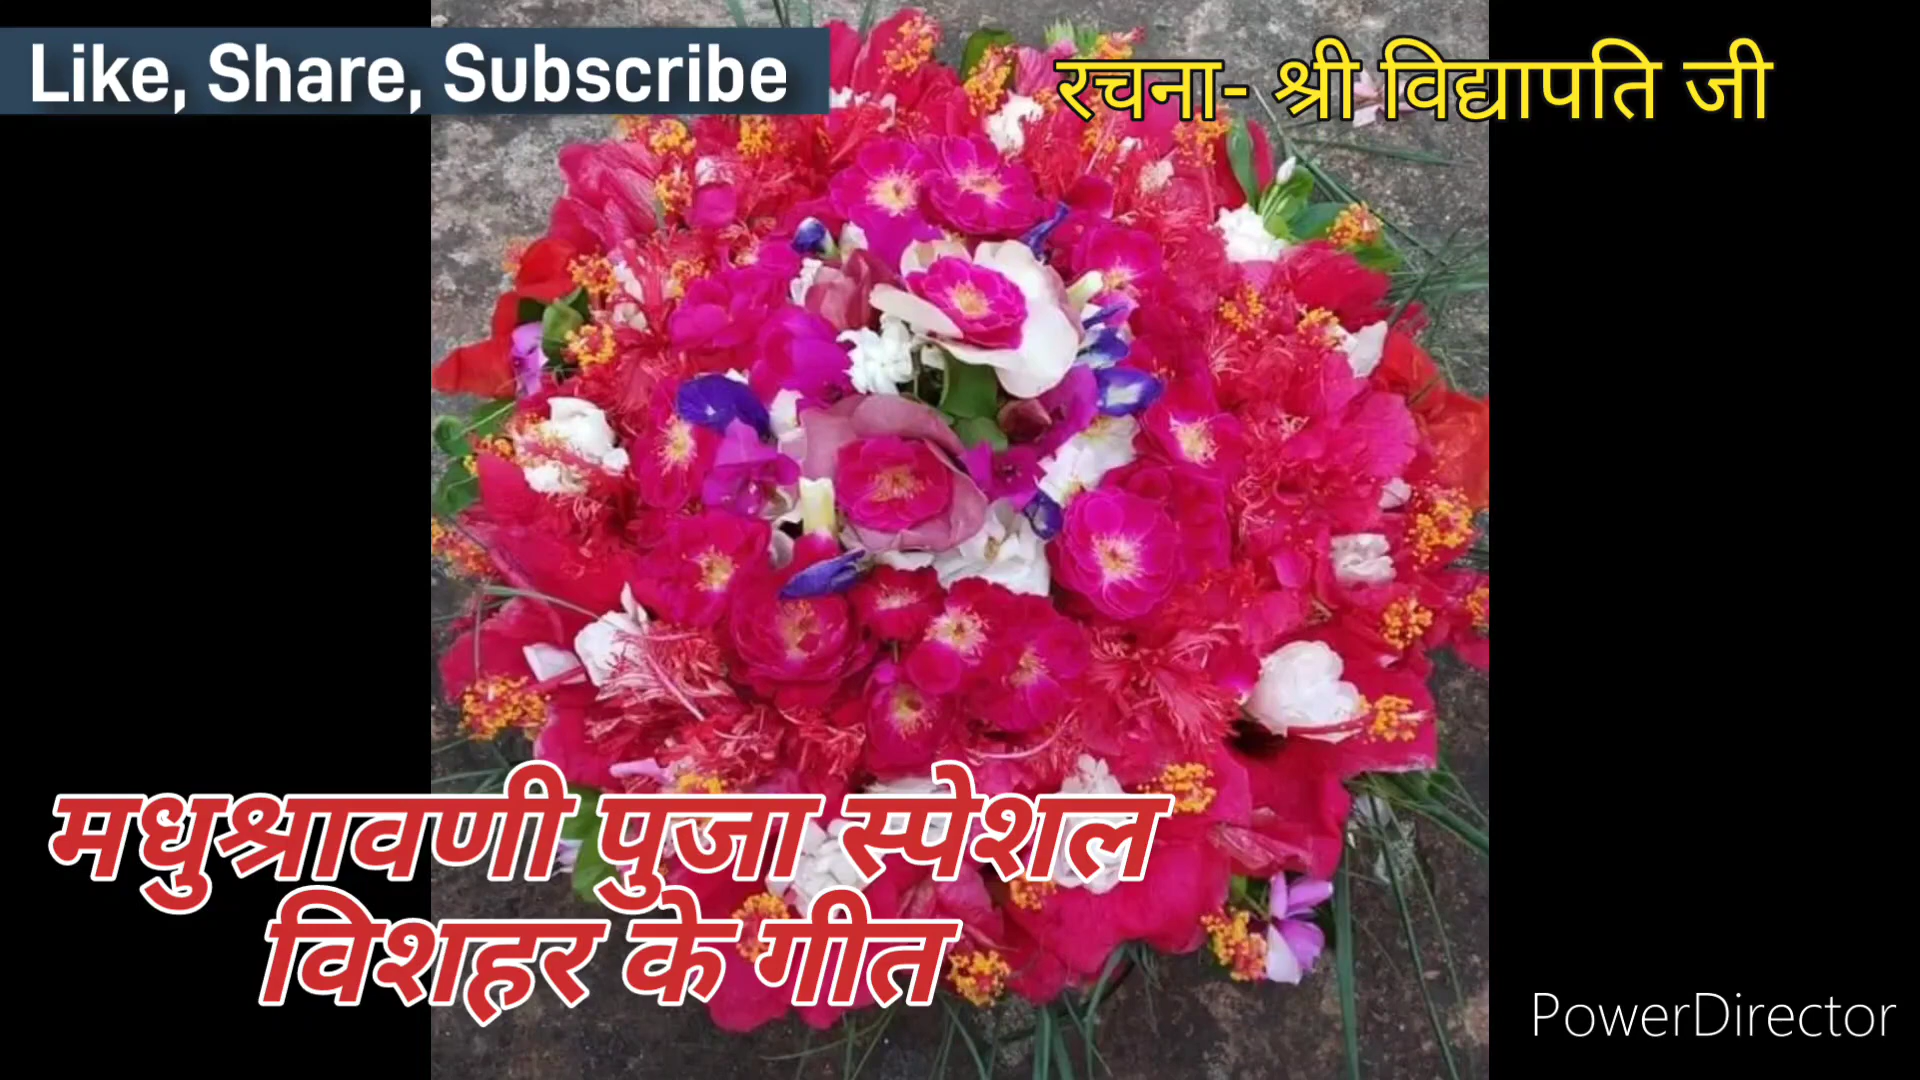 Like, Share, Subscribe
रचना- श्री विद्यापति जी
मधुश्रावणी पुजा स्पेशल
विशहर के गीत
PowerDirector